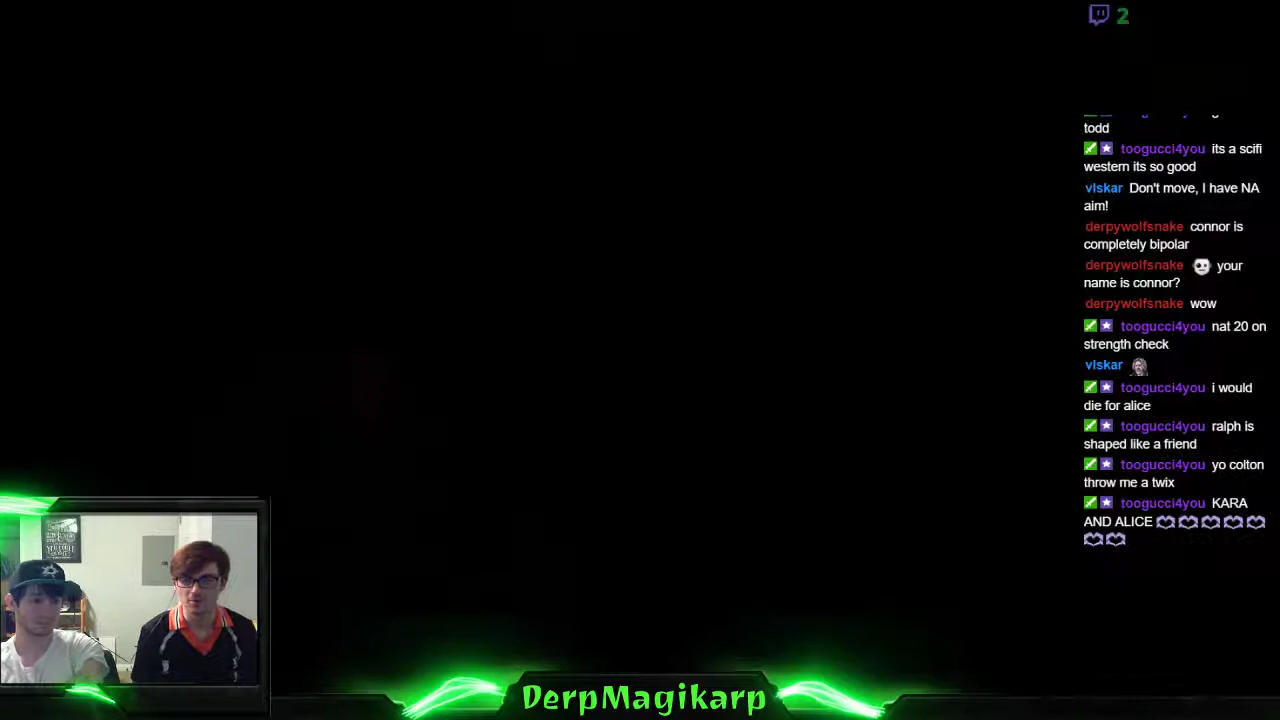 2
todd
toogucci4you its a scifi
western its so good
viskar Don't move, I have NA
aim!
derpywolfsnake connor is
completely bipolar
derpywolfsnake your
name is connor?
derpywolfsnake wow
toogucci4you nat 20 on
strength check
viskar
toogucci4you i would
die for alice
toogucci4you ralph is
shaped like a friend
toogucci4you yo colton
throw me a twix
toogucci4you KARA
AND ALICE
DerpMagikarp